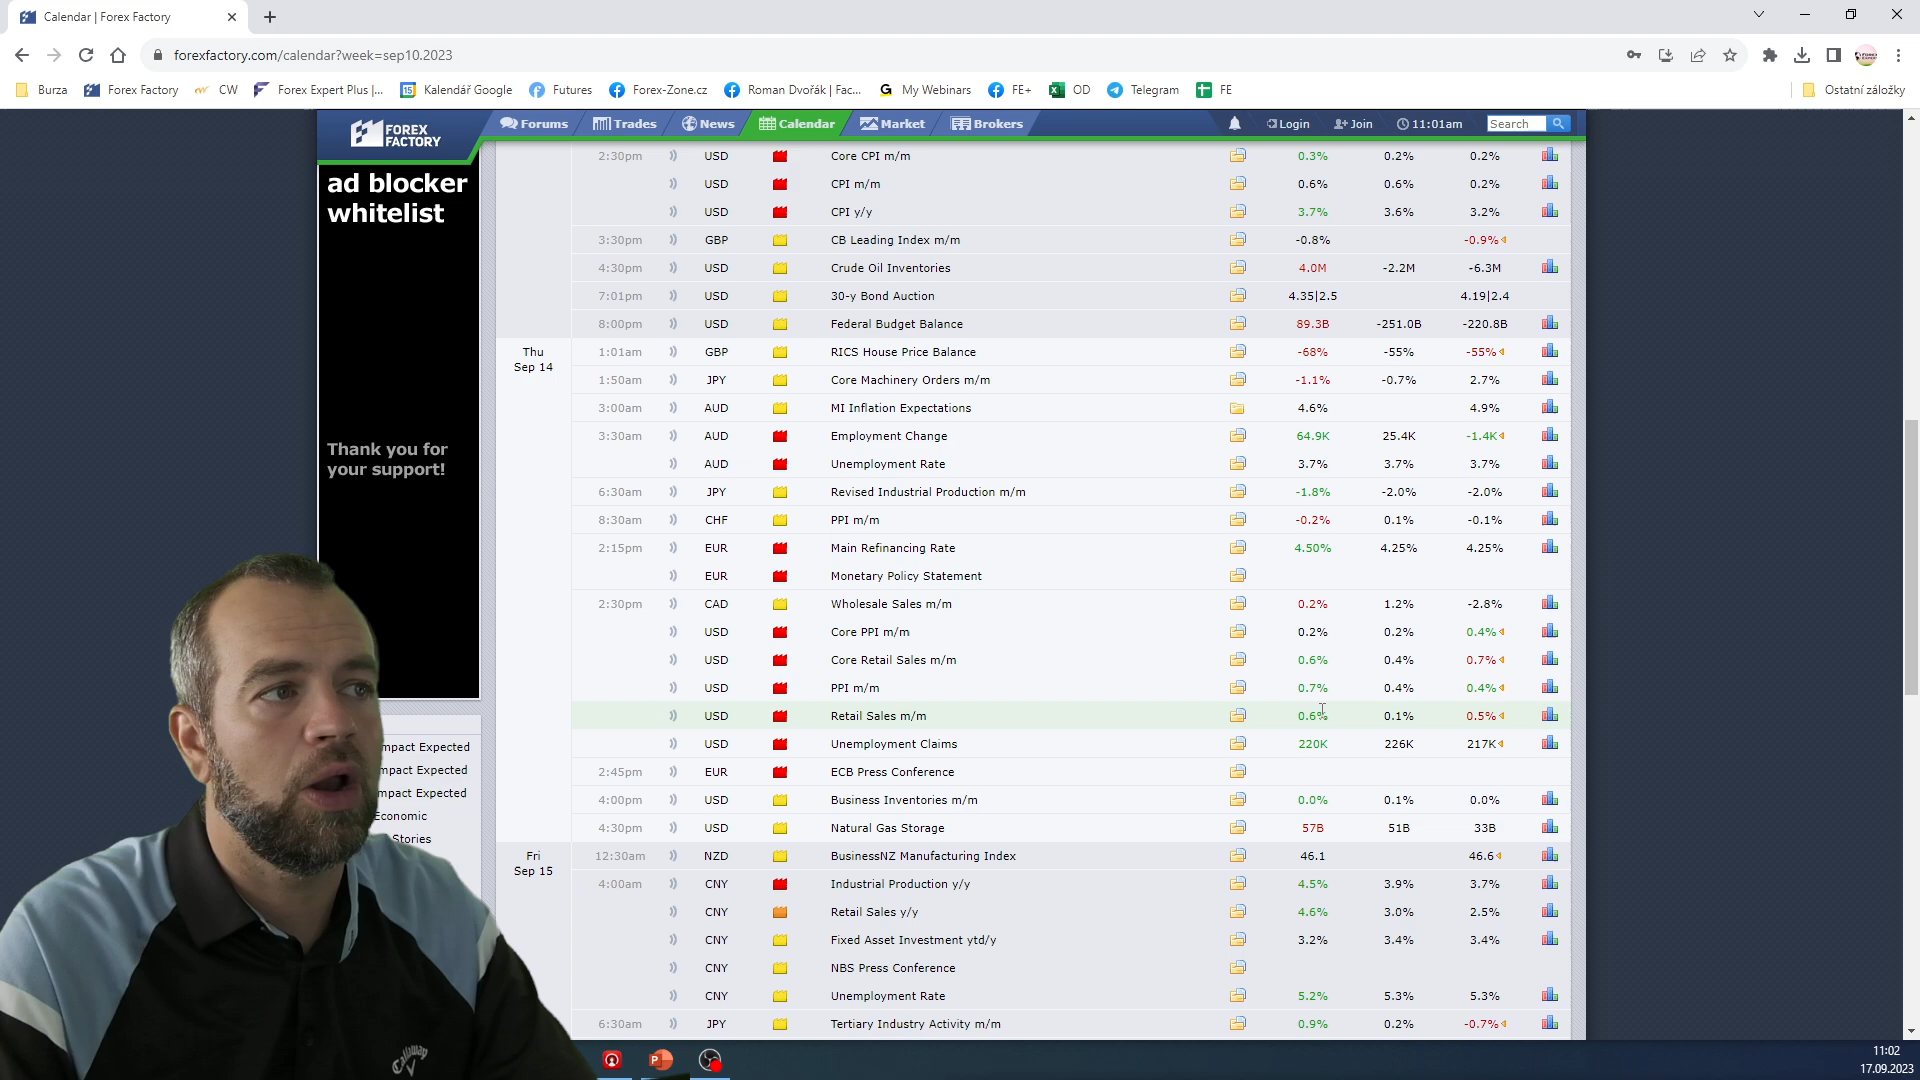 Calendar | Forex Factory
forexfactory.com/calendar?week=sep10.2023
Burza Forex Factory CW Forex Expert Plus |... Kalendář Google Futures Forex-Zone.cz Roman Dvořák | Fac... My Webinars FE+ OD Telegram FE Ostatní záložky
FOREX FACTORY Forums Trades News Calendar Market Brokers Login Join 11:01am Search
ad blocker
whitelist
Thank you for
your support!
2:30pm USD Core CPI m/m 0.3% 0.2% 0.2%
USD CPI m/m 0.6% 0.6% 0.2%
USD CPI y/y 3.7% 3.6% 3.2%
3:30pm GBP CB Leading Index m/m -0.8% -0.9%
4:30pm USD Crude Oil Inventories 4.0M -2.2M -6.3M
7:01pm USD 30-y Bond Auction 4.35|2.5 4.19|2.4
8:00pm USD Federal Budget Balance 89.3B -251.0B -220.8B
Thu Sep 14 1:01am GBP RICS House Price Balance -68% -55% -55%
1:50am JPY Core Machinery Orders m/m -1.1% -0.7% 2.7%
3:00am AUD MI Inflation Expectations 4.6% 4.9%
3:30am AUD Employment Change 64.9K 25.4K -1.4K
AUD Unemployment Rate 3.7% 3.7% 3.7%
6:30am JPY Revised Industrial Production m/m -1.8% -2.0% -2.0%
8:30am CHF PPI m/m -0.2% 0.1% -0.1%
2:15pm EUR Main Refinancing Rate 4.50% 4.25% 4.25%
EUR Monetary Policy Statement
2:30pm CAD Wholesale Sales m/m 0.2% 1.2% -2.8%
USD Core PPI m/m 0.2% 0.2% 0.4%
USD Core Retail Sales m/m 0.6% 0.4% 0.7%
USD PPI m/m 0.7% 0.4% 0.4%
USD Retail Sales m/m 0.6% 0.1% 0.5%
USD Unemployment Claims 220K 226K 217K
2:45pm EUR ECB Press Conference
4:00pm USD Business Inventories m/m 0.0% 0.1% 0.0%
4:30pm USD Natural Gas Storage 57B 51B 33B
Fri Sep 15 12:30am NZD BusinessNZ Manufacturing Index 46.1 46.6
4:00am CNY Industrial Production y/y 4.5% 3.9% 3.7%
CNY Retail Sales y/y 4.6% 3.0% 2.5%
CNY Fixed Asset Investment ytd/y 3.2% 3.4% 3.4%
CNY NBS Press Conference
CNY Unemployment Rate 5.2% 5.3% 5.3%
6:30am JPY Tertiary Industry Activity m/m 0.9% 0.2% -0.7%
mpact Expected
mpact Expected
mpact Expected
Economic
Stories
Callaway
11:02
17.09.2023